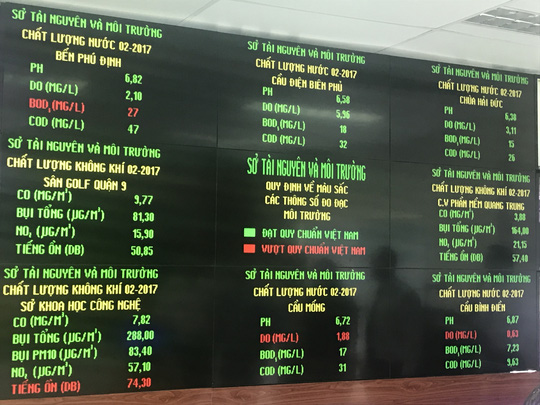 SỞ TÀI NGUYÊN VÀ MÔI TRƯỜNG
CHẤT LƯỢNG NƯỚC 02-2017
BẾN PHÚ ĐỊNH
PH 6,82
DO (MG/L) 2,10
BOD₅(MG/L) 27
COD (MG/L) 47
SỞ TÀI NGUYÊN VÀ MÔI TRƯỜNG
CHẤT LƯỢNG NƯỚC 02-2017
CẦU ĐIỆN BIÊN PHỦ
PH 6,58
DO (MG/L) 5,96
BOD₅(MG/L) 18
COD (MG/L) 32
SỞ TÀI NGUYÊN VÀ MÔI TRƯỜNG
CHẤT LƯỢNG NƯỚC 02-2017
CHÙA HẢI ĐỨC
PH 6,38
DO (MG/L) 3,11
BOD₅(MG/L) 15
COD (MG/L) 26
SỞ TÀI NGUYÊN VÀ MÔI TRƯỜNG
CHẤT LƯỢNG KHÔNG KHÍ 02-2017
SÂN GOLF QUẬN 9
CO (MG/M³) 9,77
BỤI TỔNG (µG/M³) 81,30
NO₂ (µG/M³) 15,90
TIẾNG ỒN (DB) 50,85
SỞ TÀI NGUYÊN VÀ MÔI TRƯỜNG
QUY ĐỊNH VỀ MÀU SẮC
CÁC THÔNG SỐ ĐO ĐẠC
MÔI TRƯỜNG
ĐẠT QUY CHUẨN VIỆT NAM
VƯỢT QUY CHUẨN VIỆT NAM
SỞ TÀI NGUYÊN VÀ MÔI TRƯỜNG
CHẤT LƯỢNG KHÔNG KHÍ 02-2017
C.V PHẦN MỀM QUANG TRUNG
CO (MG/M³) 3,88
BỤI TỔNG (µG/M³) 164,00
NO₂ (µG/M³) 21,15
TIẾNG ỒN (DB) 57,40
SỞ TÀI NGUYÊN VÀ MÔI TRƯỜNG
CHẤT LƯỢNG KHÔNG KHÍ 02-2017
SỞ KHOA HỌC CÔNG NGHỆ
CO (MG/M³) 7,82
BỤI TỔNG (µG/M³) 288,00
BỤI PM10 (µG/M³) 83,40
NO₂ (µG/M³) 57,10
TIẾNG ỒN (DB) 74,30
SỞ TÀI NGUYÊN VÀ MÔI TRƯỜNG
CHẤT LƯỢNG NƯỚC 02-2017
CẦU MỐNG
PH 6,72
DO (MG/L) 1,88
BOD₅(MG/L) 17
COD (MG/L) 31
SỞ TÀI NGUYÊN VÀ MÔI TRƯỜNG
CHẤT LƯỢNG NƯỚC 02-2017
CẦU BÌNH ĐIỀN
PH 6,87
DO (MG/L) 0,63
BOD₅(MG/L) 7,23
COD (MG/L) 9,63